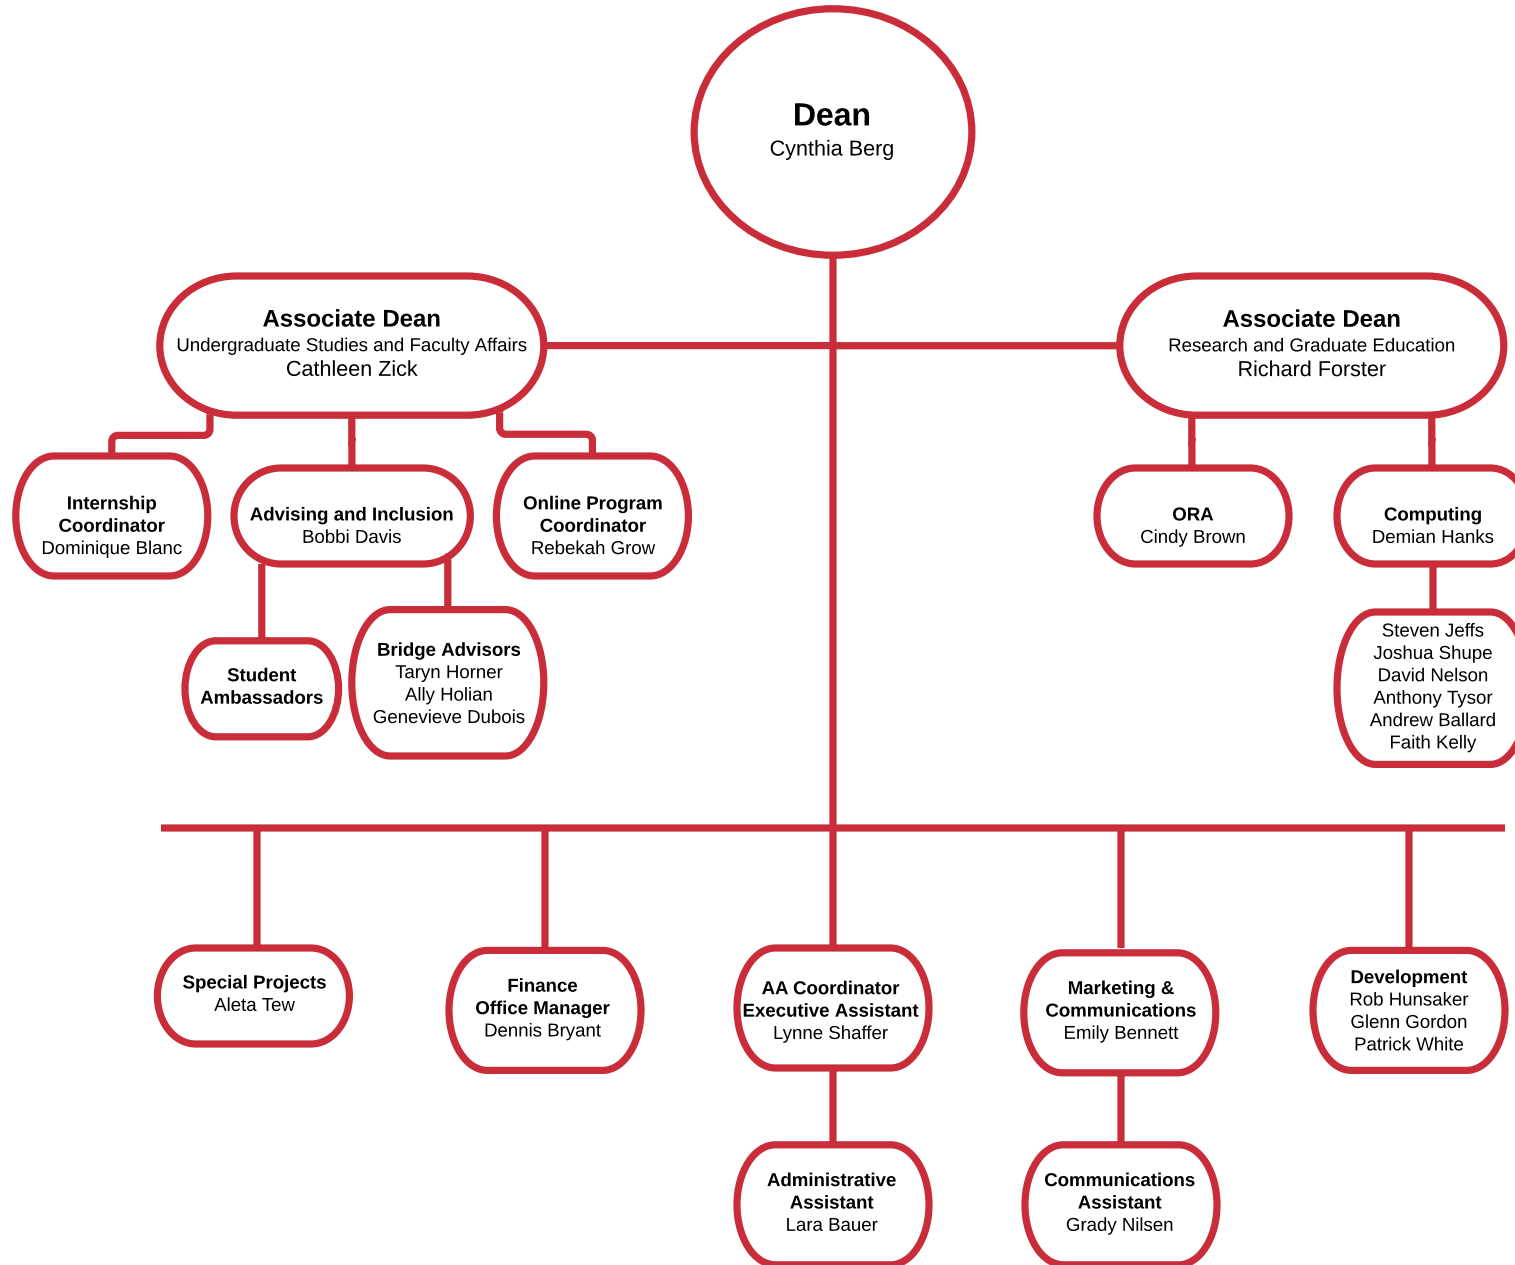 Dean
Cynthia Berg
Associate Dean
Undergraduate Studies and Faculty Affairs
Cathleen Zick
Associate Dean
Research and Graduate Education
Richard Forster
Internship
Coordinator
Dominique Blanc
Advising and Inclusion
Bobbi Davis
Online Program
Coordinator
Rebekah Grow
ORA
Cindy Brown
Computing
Demian Hanks
Student
Ambassadors
Bridge Advisors
Taryn Horner
Ally Holian
Genevieve Dubois
Steven Jeffs
Joshua Shupe
David Nelson
Anthony Tysor
Andrew Ballard
Faith Kelly
Special Projects
Aleta Tew
Finance
Office Manager
Dennis Bryant
AA Coordinator
Executive Assistant
Lynne Shaffer
Marketing &
Communications
Emily Bennett
Development
Rob Hunsaker
Glenn Gordon
Patrick White
Administrative
Assistant
Lara Bauer
Communications
Assistant
Grady Nilsen